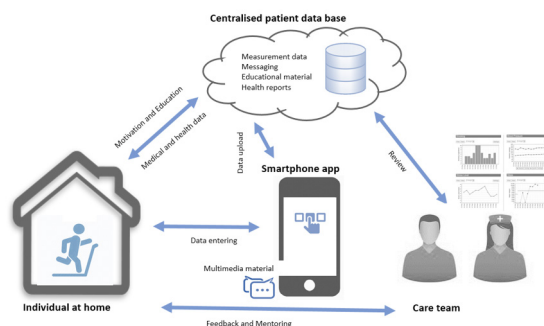 Centralised patient data base
Measurement data
Messaging
Educational material
Health reports
Motivation and Education
Medical and health data
Data upload
Review
Smartphone app
Data entering
Multimedia material
Individual at home
Care team
Feedback and Mentoring